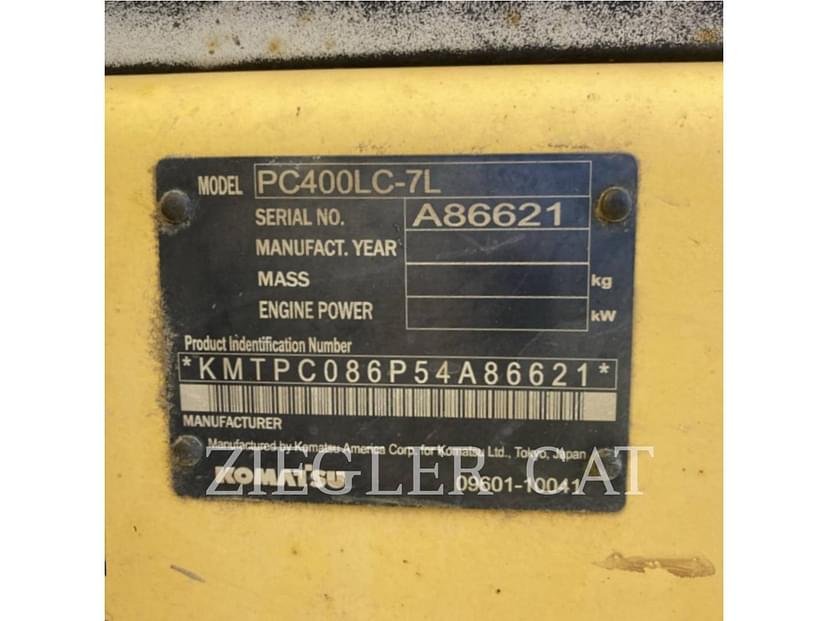 MODEL PC400LC-7L
SERIAL NO. A86621
MANUFACT. YEAR
MASS kg
ENGINE POWER kW
Product Indentification Number
*KMTPC086P54A86621*
MANUFACTURER
Manufactured by Komatsu America Corp. for Komatsu Ltd., Tokyo, Japan
ZIEGLER CAT
KOMATSU 09601-10041